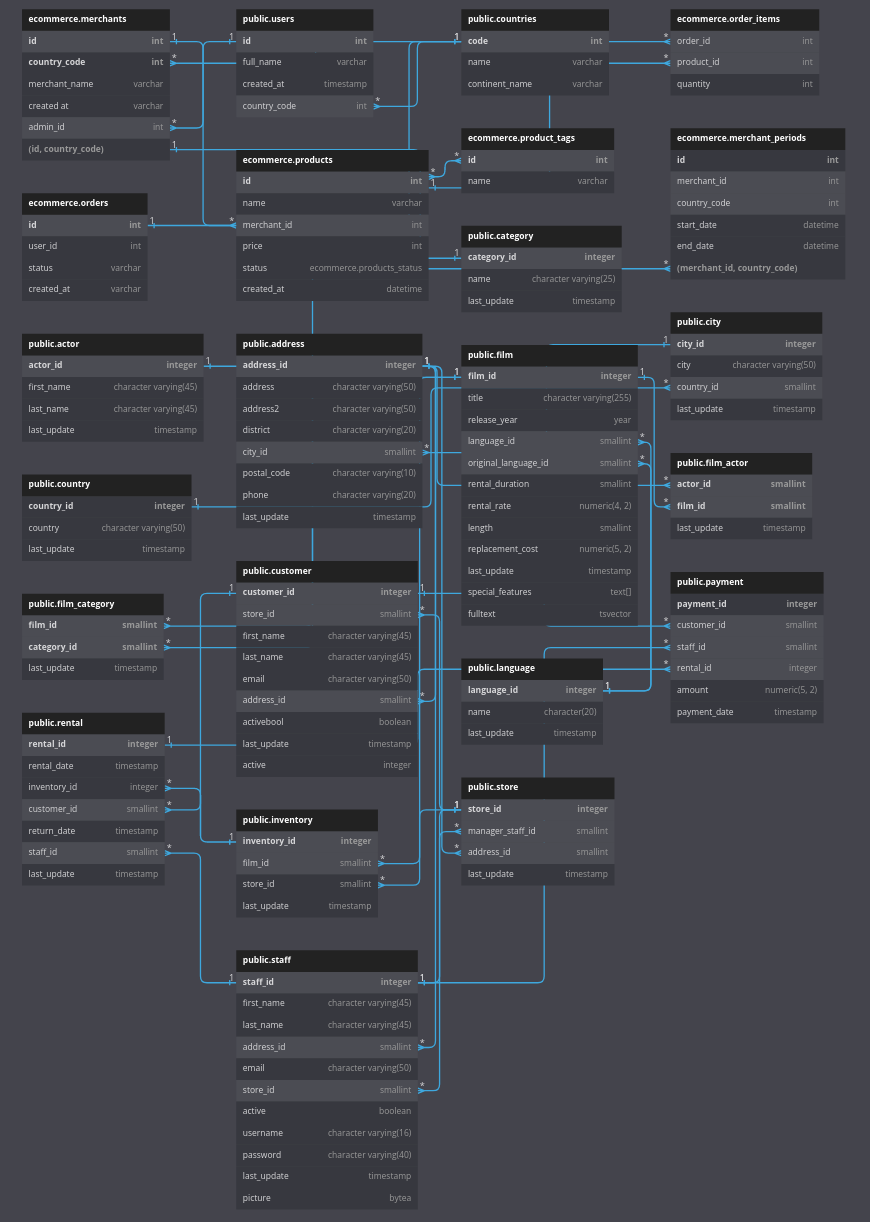 ecommerce.merchants
id int
country_code int
merchant_name varchar
created at varchar
admin_id int
(id, country_code)
public.users
id int
full_name varchar
created_at timestamp
country_code int
public.countries
code int
name varchar
continent_name varchar
ecommerce.order_items
order_id int
product_id int
quantity int
ecommerce.products
id int
name varchar
merchant_id int
price int
status ecommerce.products_status
created_at datetime
ecommerce.product_tags
id int
name varchar
ecommerce.merchant_periods
id int
merchant_id int
country_code int
start_date datetime
end_date datetime
(merchant_id, country_code)
ecommerce.orders
id int
user_id int
status varchar
created_at varchar
public.category
category_id integer
name character varying(25)
last_update timestamp
public.city
city_id integer
city character varying(50)
country_id smallint
last_update timestamp
public.actor
actor_id integer
first_name character varying(45)
last_name character varying(45)
last_update timestamp
public.address
address_id integer
address character varying(50)
address2 character varying(50)
district character varying(20)
city_id smallint
postal_code character varying(10)
phone character varying(20)
last_update timestamp
public.film
film_id integer
title character varying(255)
release_year year
language_id smallint
original_language_id smallint
rental_duration smallint
rental_rate numeric(4, 2)
length smallint
replacement_cost numeric(5, 2)
last_update timestamp
special_features text[]
fulltext tsvector
public.film_actor
actor_id smallint
film_id smallint
last_update timestamp
public.country
country_id integer
country character varying(50)
last_update timestamp
public.customer
customer_id integer
store_id smallint
first_name character varying(45)
last_name character varying(45)
email character varying(50)
address_id smallint
activebool boolean
last_update timestamp
active integer
public.payment
payment_id integer
customer_id smallint
staff_id smallint
rental_id integer
amount numeric(5, 2)
payment_date timestamp
public.film_category
film_id smallint
category_id smallint
last_update timestamp
public.language
language_id integer
name character(20)
last_update timestamp
public.rental
rental_id integer
rental_date timestamp
inventory_id integer
customer_id smallint
return_date timestamp
staff_id smallint
last_update timestamp
public.inventory
inventory_id integer
film_id smallint
store_id smallint
last_update timestamp
public.store
store_id integer
manager_staff_id smallint
address_id smallint
last_update timestamp
public.staff
staff_id integer
first_name character varying(45)
last_name character varying(45)
address_id smallint
email character varying(50)
store_id smallint
active boolean
username character varying(16)
password character varying(40)
last_update timestamp
picture bytea